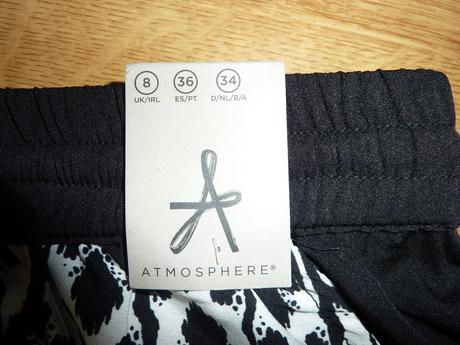 8 36 34
UK/IRL ES/PT D/NL/B/A
ATMOSPHERE®